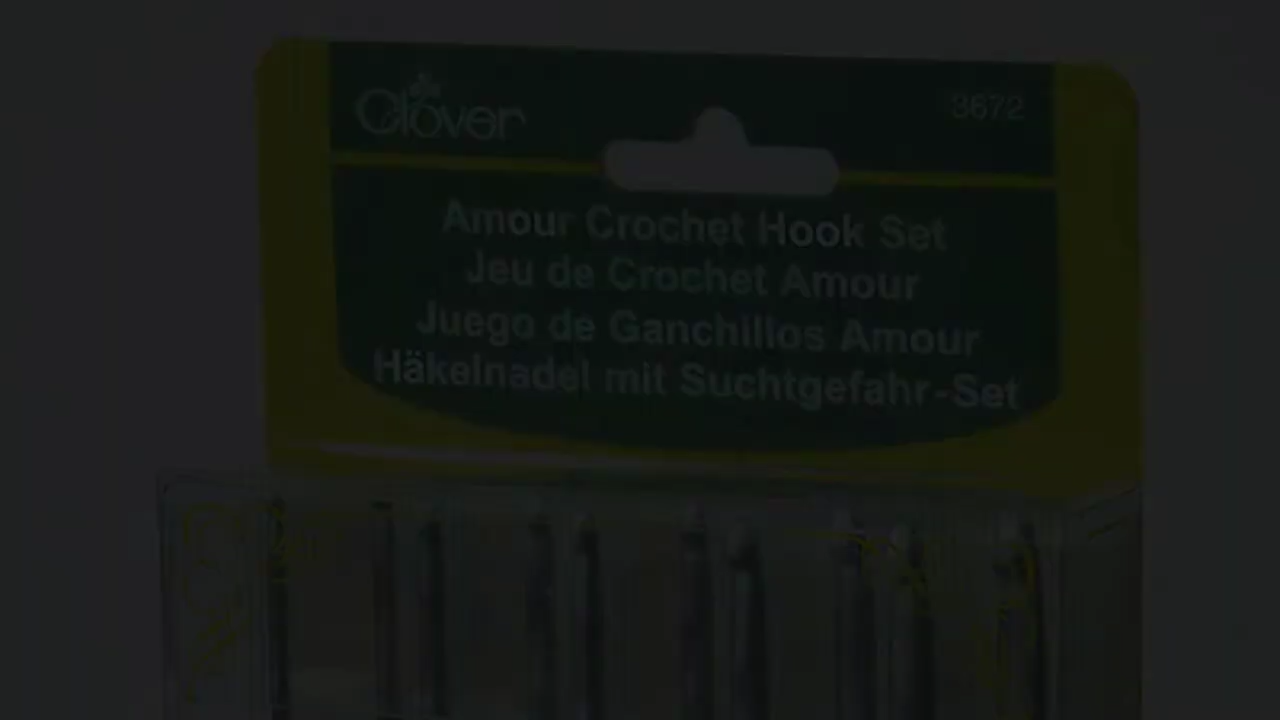 Clover
3672
Amour Crochet Hook Set
Jeu de Crochet Amour
Juego de Ganchillos Amour
Häkelnadel mit Suchtgefahr-Set